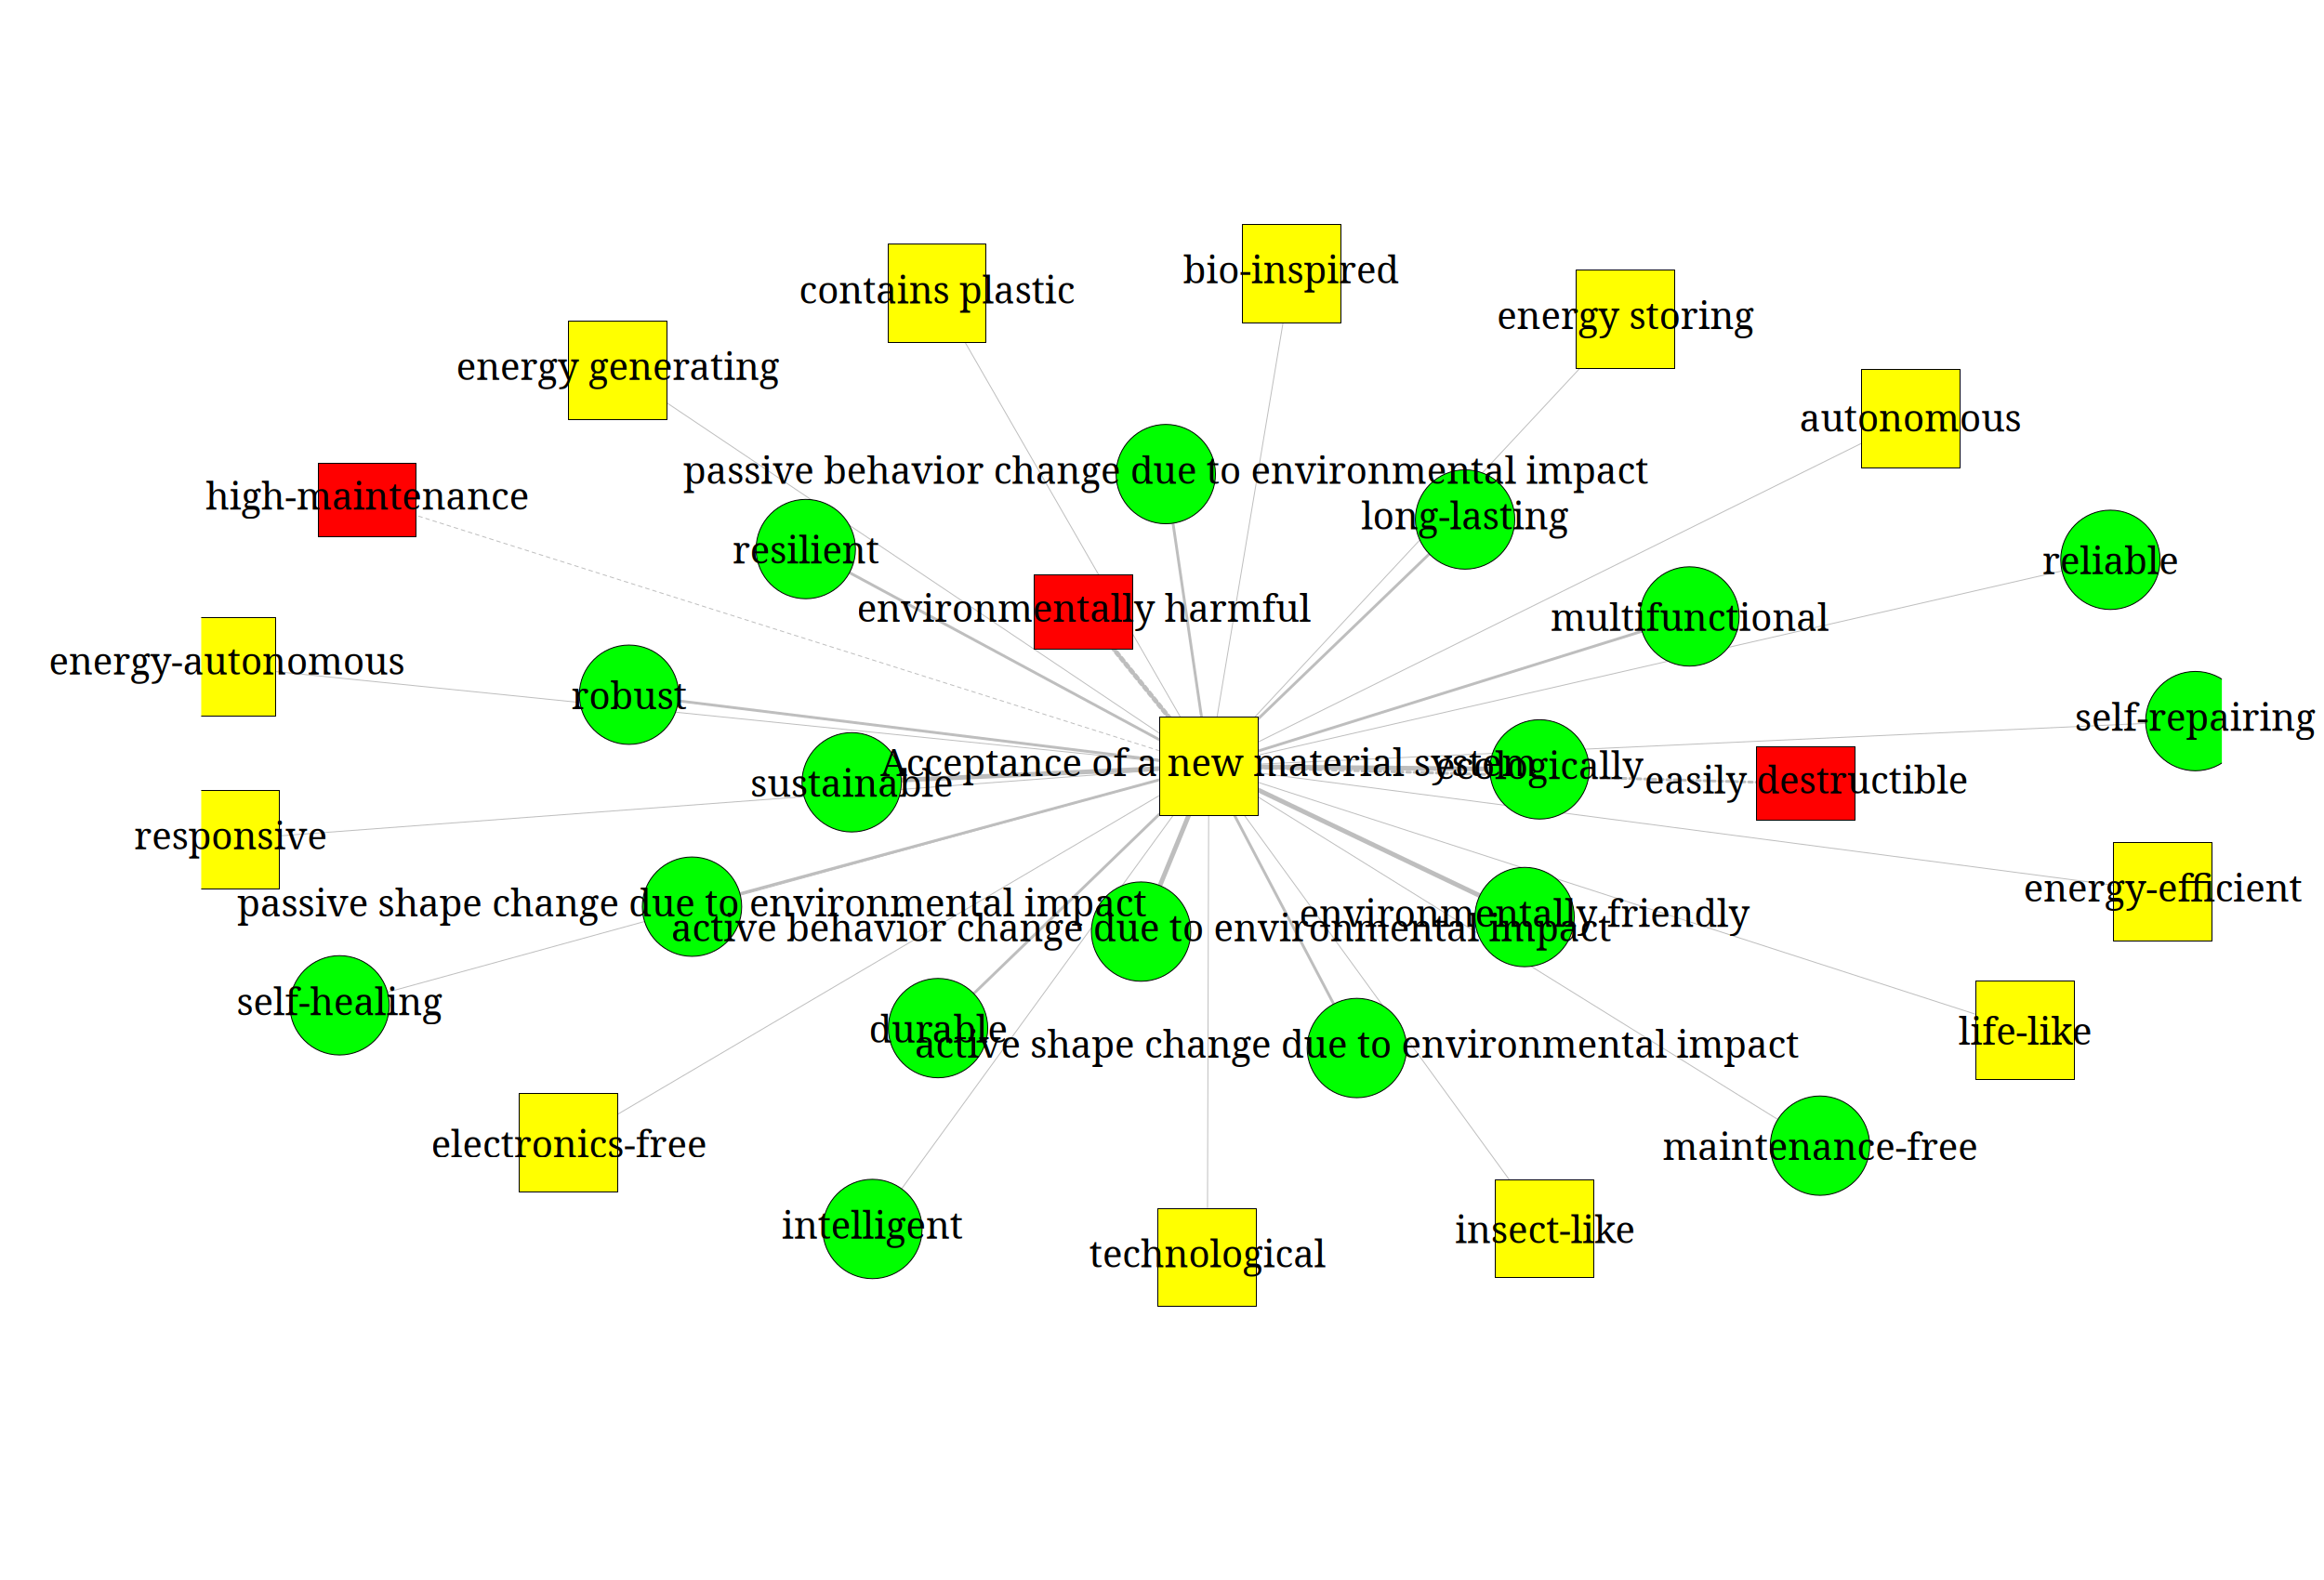 bio-inspired
contains plastic
energy storing
energy generating
autonomous
passive behavior change due to environmental impact
high-maintenance
long-lasting
resilient
reliable
environmentally harmful
multifunctional
energy-autonomous
robust
self-repairing
Acceptance of a new material system
ecologically
sustainable
easily destructible
responsive
energy-efficient
passive shape change due to environmental impact
environmentally friendly
active behavior change due to environmental impact
self-healing
durable
life-like
active shape change due to environmental impact
electronics-free
maintenance-free
intelligent
insect-like
technological